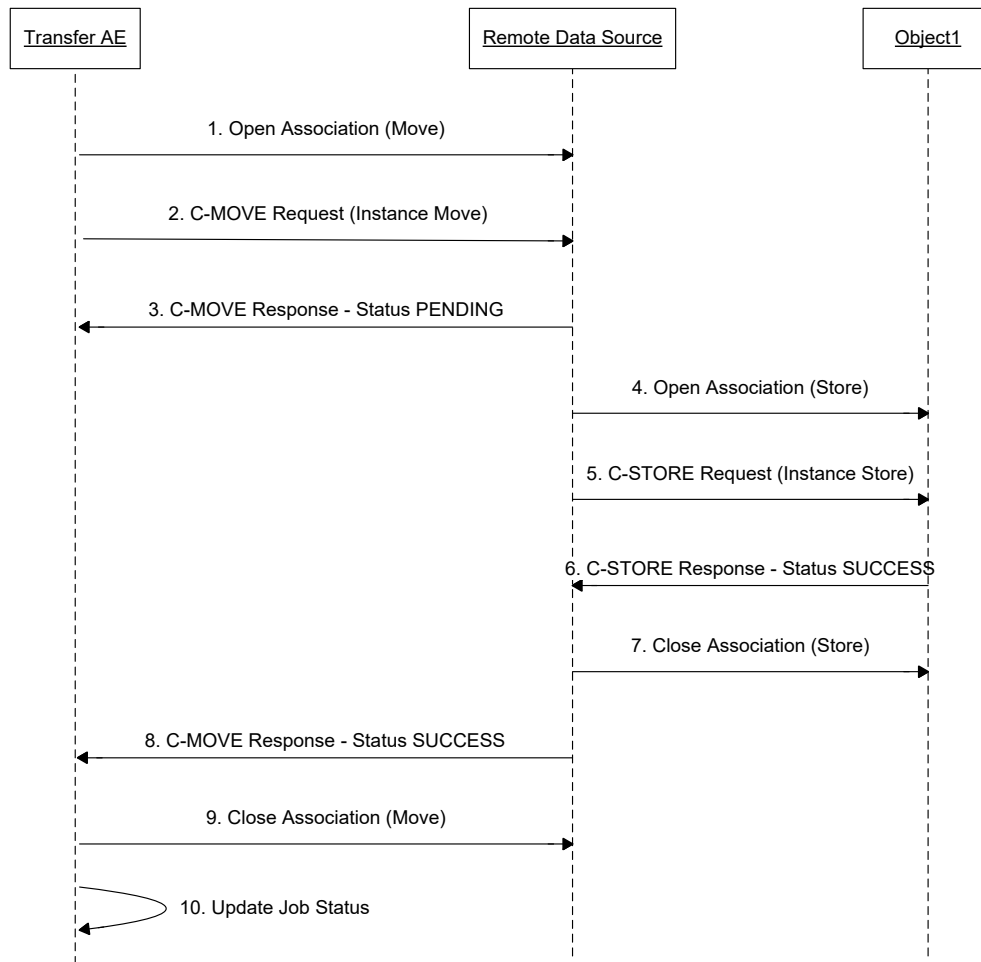 Transfer AE
Remote Data Source
Object1
1. Open Association (Move)
2. C-MOVE Request (Instance Move)
3. C-MOVE Response - Status PENDING
4. Open Association (Store)
5. C-STORE Request (Instance Store)
6. C-STORE Response - Status SUCCESS
7. Close Association (Store)
8. C-MOVE Response - Status SUCCESS
9. Close Association (Move)
10. Update Job Status